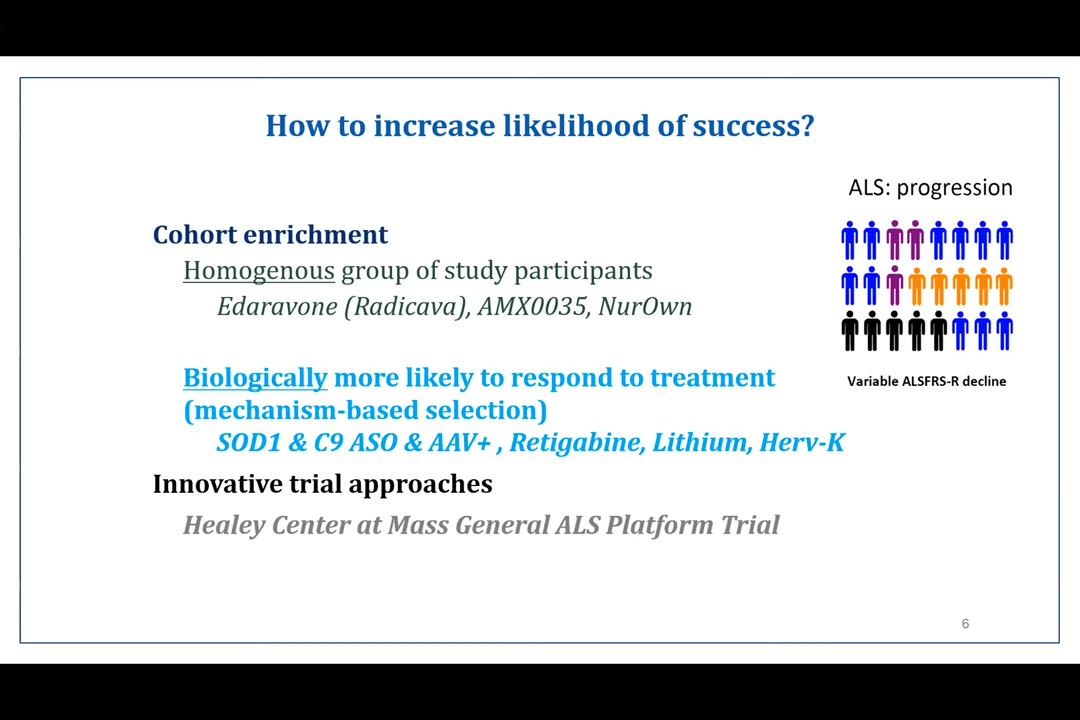 How to increase likelihood of success?
ALS: progression
Cohort enrichment
Homogenous group of study participants
Edaravone (Radicava), AMX0035, NurOwn
Biologically more likely to respond to treatment
(mechanism-based selection)
SOD1 & C9 ASO & AAV+ , Retigabine, Lithium, Herv-K
Variable ALSFRS-R decline
Innovative trial approaches
Healey Center at Mass General ALS Platform Trial
6